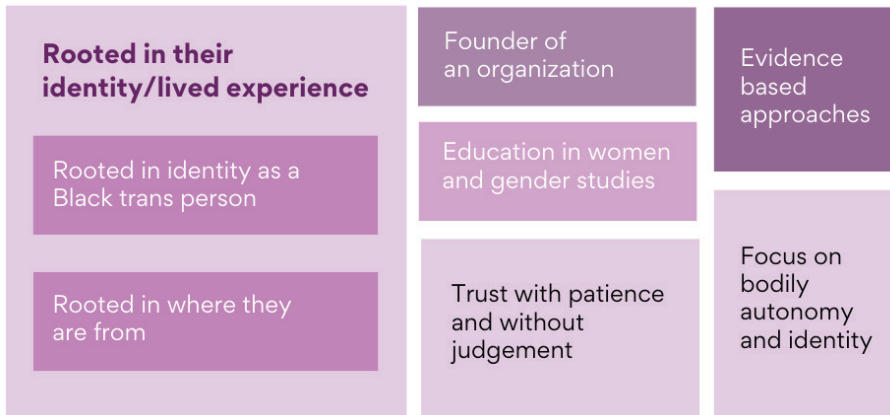 Rooted in their
identity/lived experience
Rooted in identity as a
Black trans person
Rooted in where they
are from
Founder of
an organization
Education in women
and gender studies
Trust with patience
and without
judgement
Evidence
based
approaches
Focus on
bodily
autonomy
and identity